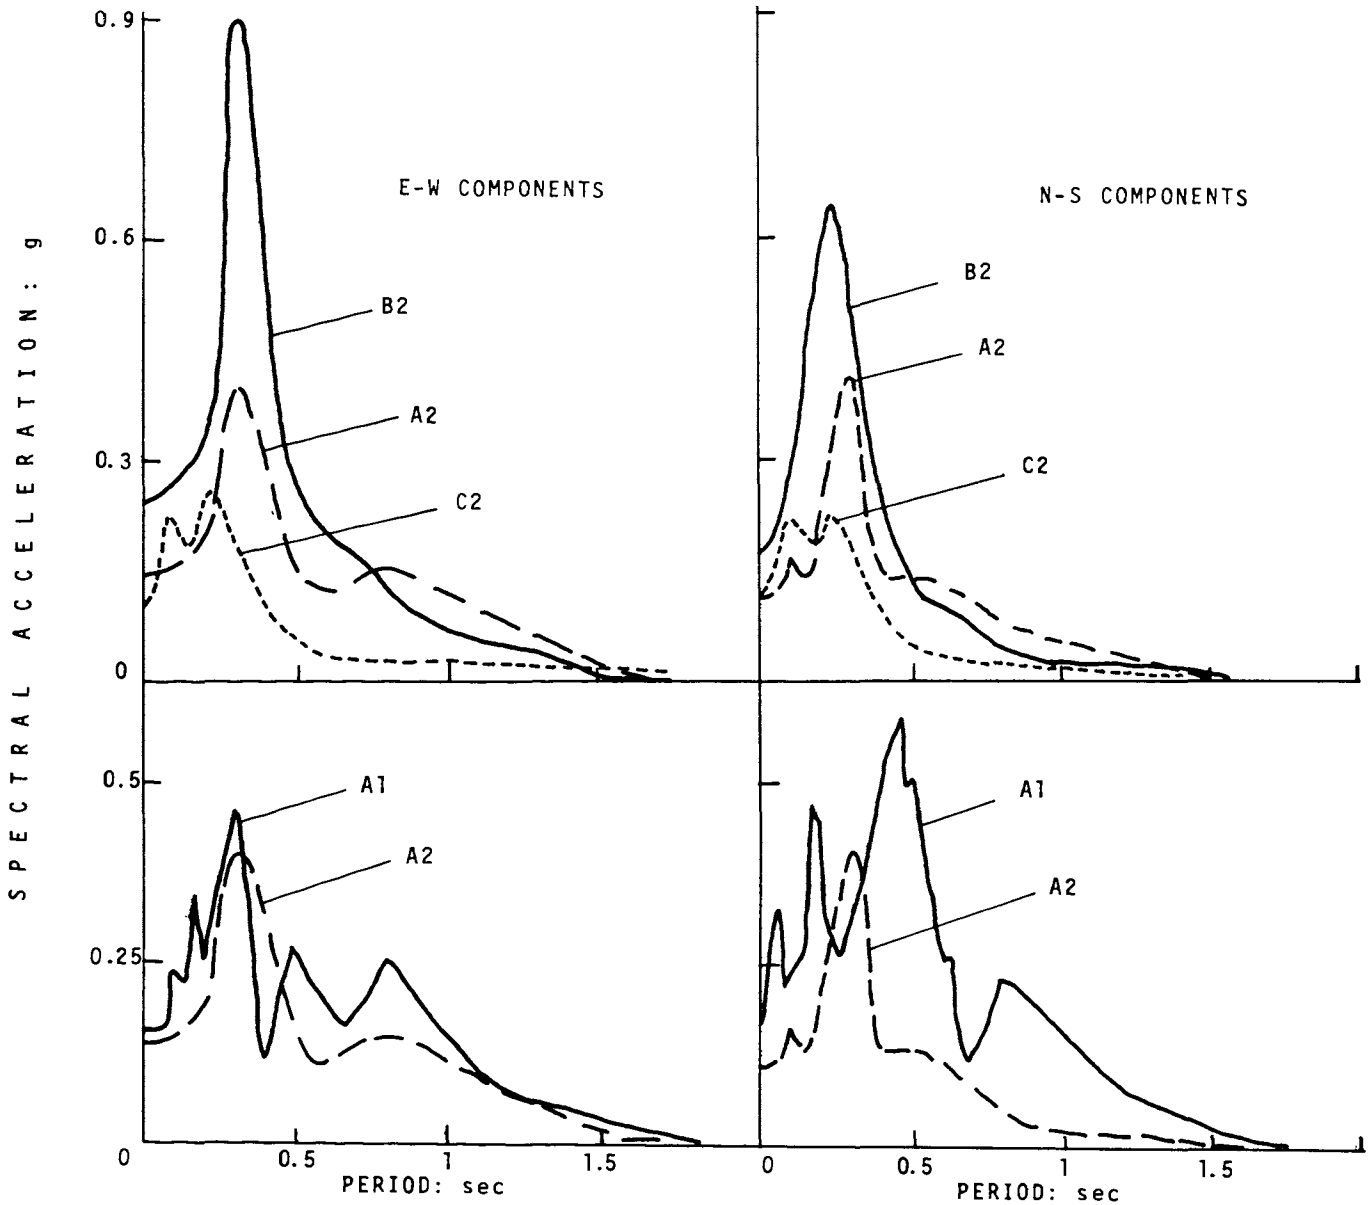 SPECTRAL ACCELERATION: g
0.9
0.6
0.3
0
E-W COMPONENTS
B2
A2
C2
N-S COMPONENTS
B2
A2
C2
0.5
0.25
0
A1
A2
0.5
1
1.5
PERIOD: sec
A1
A2
0
0.5
1
1.5
PERIOD: sec